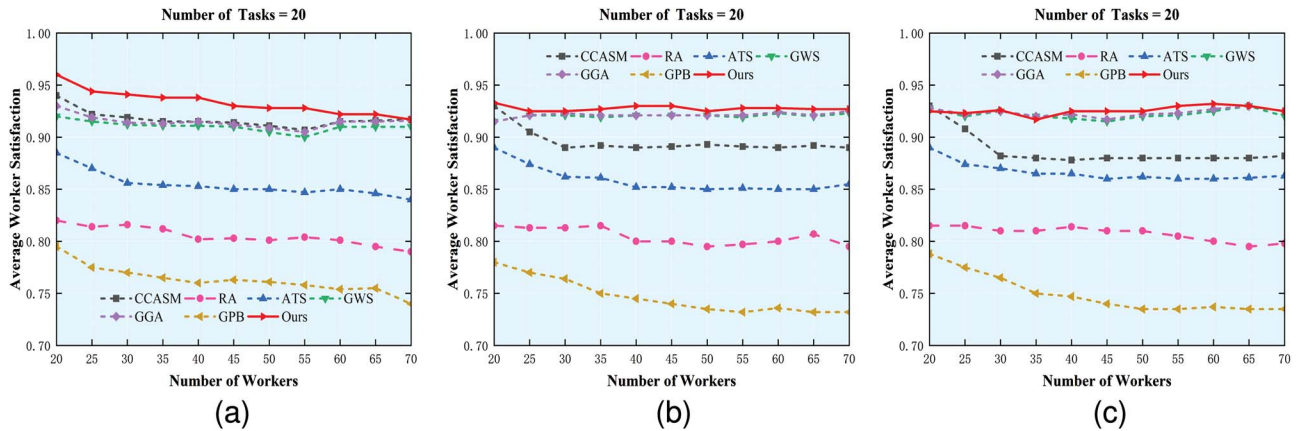 Number of Tasks = 20
Average Worker Satisfaction
1.00
0.95
0.90
0.85
0.80
0.75
0.70
CCASM RA ATS GWS
GGA GPB Ours
20 25 30 35 40 45 50 55 60 65 70
Number of Workers
(a)
Number of Tasks = 20
Average Worker Satisfaction
1.00
0.95
0.90
0.85
0.80
0.75
0.70
CCASM RA ATS GWS
GGA GPB Ours
20 25 30 35 40 45 50 55 60 65 70
Number of Workers
(b)
Number of Tasks = 20
Average Worker Satisfaction
1.00
0.95
0.90
0.85
0.80
0.75
0.70
CCASM RA ATS GWS
GGA GPB Ours
20 25 30 35 40 45 50 55 60 65 70
Number of Workers
(c)